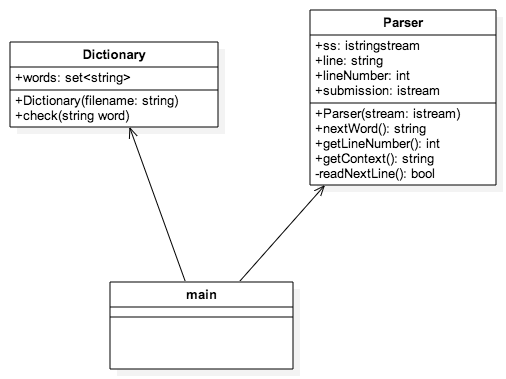 Dictionary
+words: set<string>
+Dictionary(filename: string)
+check(string word)
Parser
+ss: istringstream
+line: string
+lineNumber: int
+submission: istream
+Parser(stream: istream)
+nextWord(): string
+getLineNumber(): int
+getContext(): string
-readNextLine(): bool
main